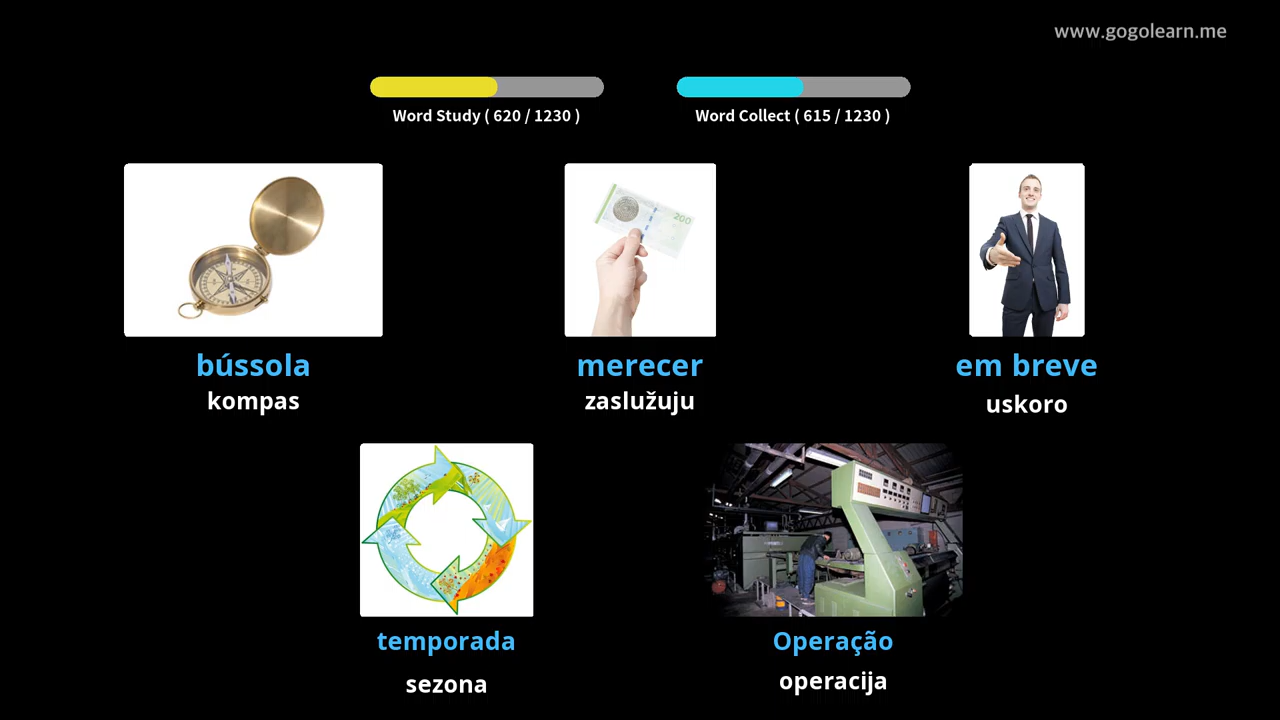 www.gogolearn.me
Word Study ( 620 / 1230 )
Word Collect ( 615 / 1230 )
200
bússola
merecer
em breve
kompas
zaslužuju
uskoro
temporada
Operação
sezona
operacija